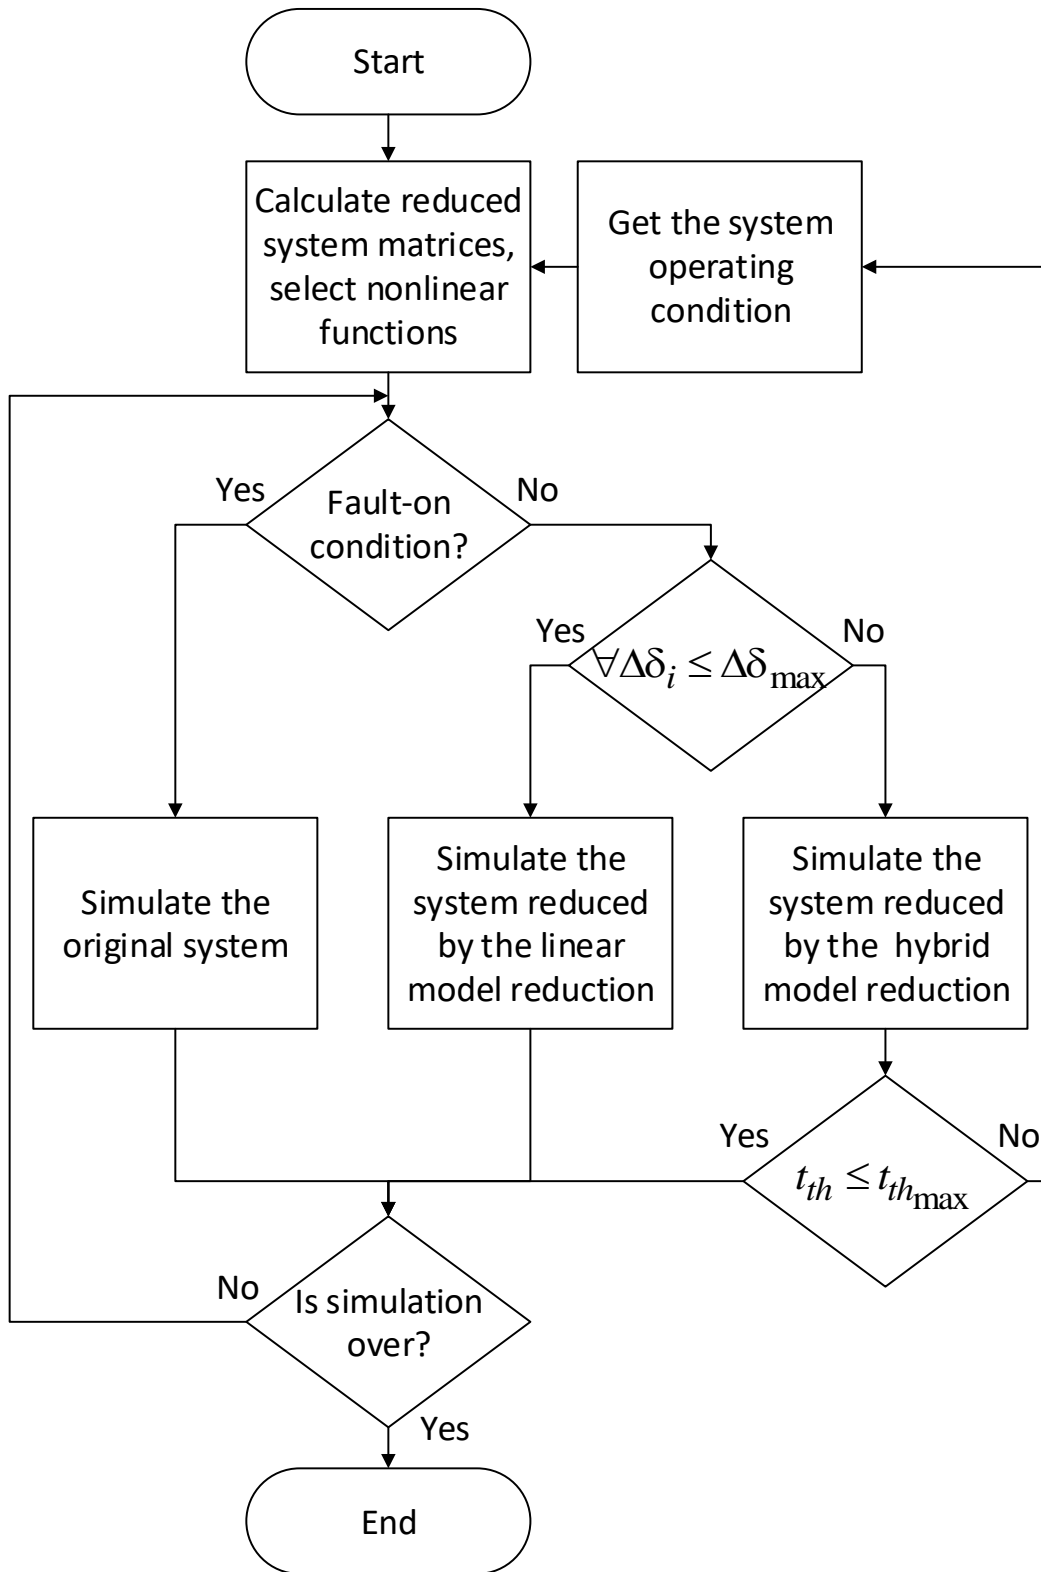 Start
Calculate reduced
system matrices,
select nonlinear
functions
Get the system
operating
condition
Yes
No
Fault-on
condition?
Yes
No
∀Δδ_i ≤ Δδ_max
Simulate the
original system
Simulate the
system reduced
by the linear
model reduction
Simulate the
system reduced
by the hybrid
model reduction
Yes
No
t_th ≤ t_th_max
No
Is simulation
over?
Yes
End